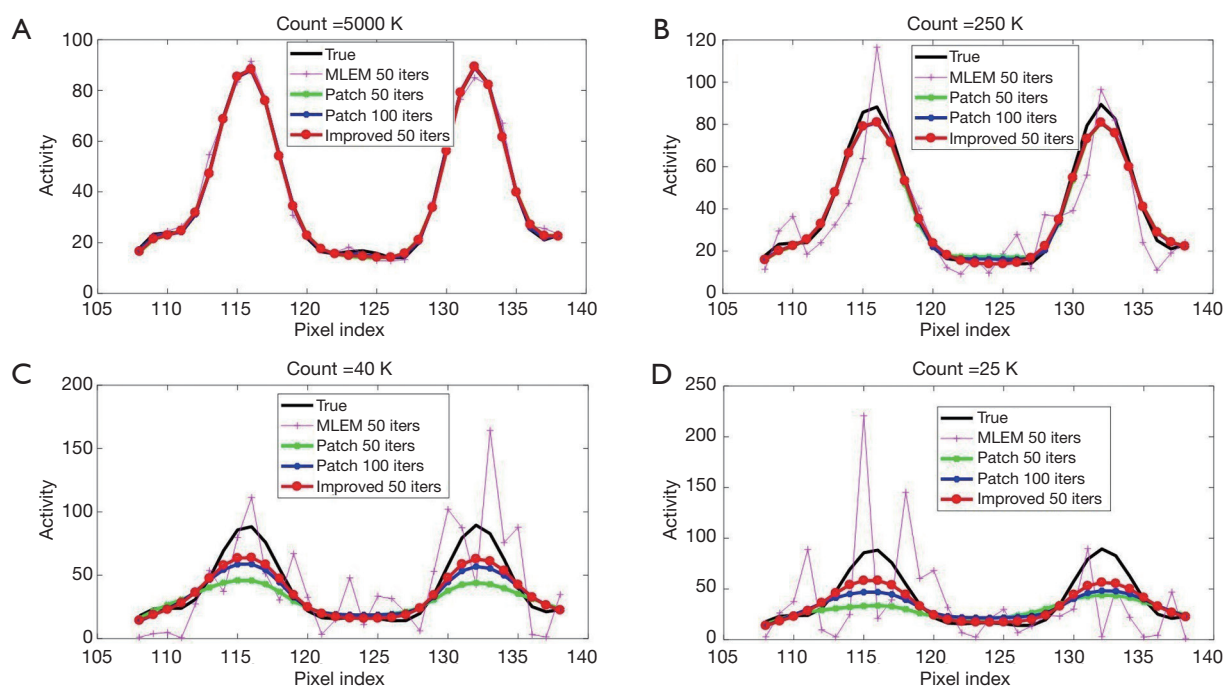 A
Count =5000 K
100
80
60
40
20
0
Activity
True
MLEM 50 iters
Patch 50 iters
Patch 100 iters
Improved 50 iters
105 110 115 120 125 130 135 140
Pixel index
B
Count =250 K
120
100
80
60
40
20
0
Activity
True
MLEM 50 iters
Patch 50 iters
Patch 100 iters
Improved 50 iters
105 110 115 120 125 130 135 140
Pixel index
C
Count =40 K
200
150
100
50
0
Activity
True
MLEM 50 iters
Patch 50 iters
Patch 100 iters
Improved 50 iters
105 110 115 120 125 130 135 140
Pixel index
D
Count =25 K
250
200
150
100
50
0
Activity
True
MLEM 50 iters
Patch 50 iters
Patch 100 iters
Improved 50 iters
105 110 115 120 125 130 135 140
Pixel index